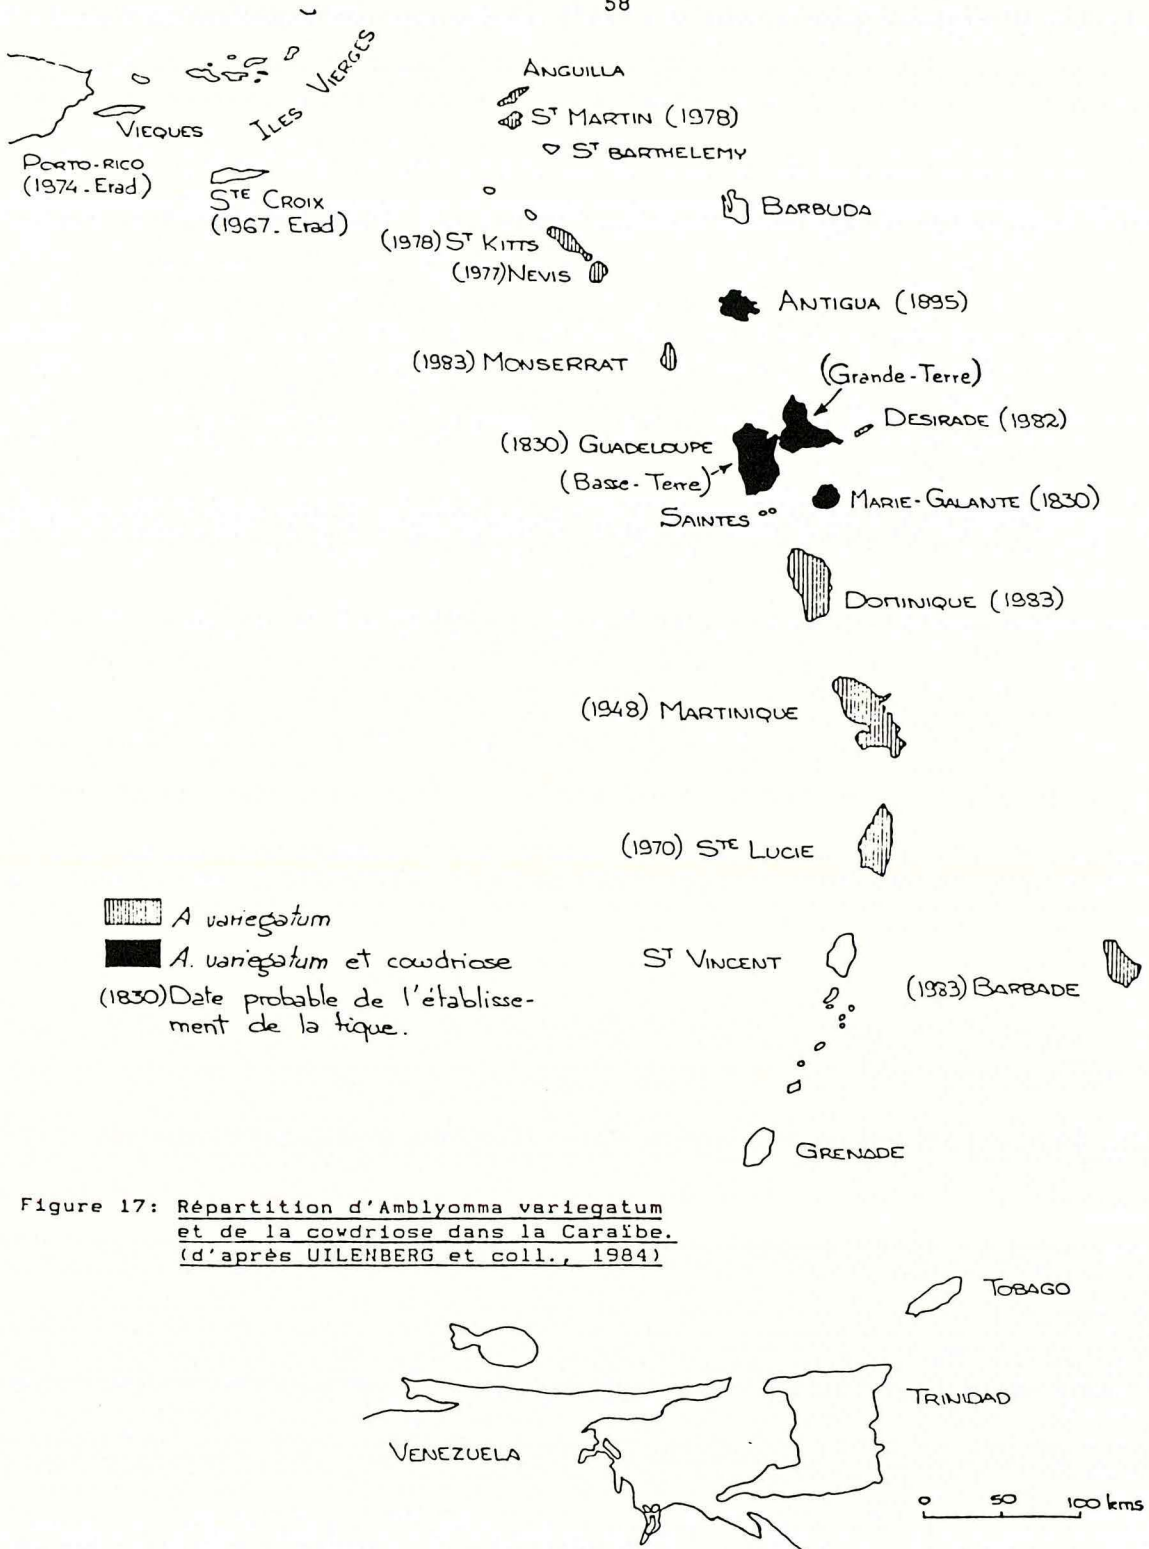 58
ANGUILLA
ST MARTIN (1978)
ST BARTHELEMY
ILES VIERGES
VIEQUES
PORTO-RICO
(1974-Erad)
STE CROIX
(1967-Erad)
BARBUDA
(1978) ST KITTS
(1977) NEVIS
ANTIGUA (1895)
(1983) MONSERRAT
(Grande-Terre)
DESIRADE (1982)
(1830) GUADELOUPE
(Basse-Terre)
MARIE-GALANTE (1830)
SAINTES
DOMINIQUE (1983)
(1948) MARTINIQUE
(1970) STE LUCIE
A variegatum
A. variegatum et cowdriose
(1830) Date probable de l'établisse-
ment de la tique.
ST VINCENT
(1983) BARBADE
GRENADE
Figure 17: Répartition d'Amblyomma variegatum
et de la cowdriose dans la Caraïbe.
(d'après UILENBERG et coll., 1984)
TOBAGO
TRINIDAD
VENEZUELA
0 50 100 kms